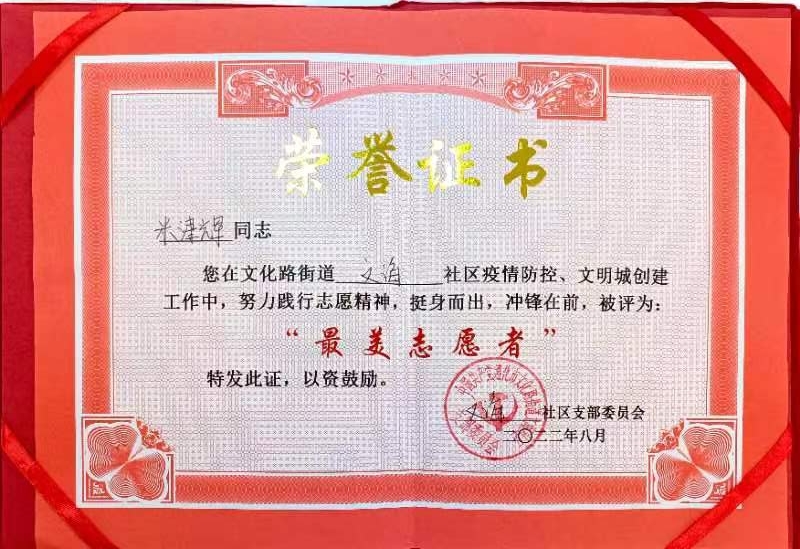 荣誉证书
米津辉同志
您在文化路街道 文海 社区疫情防控、文明城创建
工作中，努力践行志愿精神，挺身而出，冲锋在前，被评为：
“最美志愿者”
特发此证，以资鼓励。
文海 社区支部委员会
二〇二二年八月